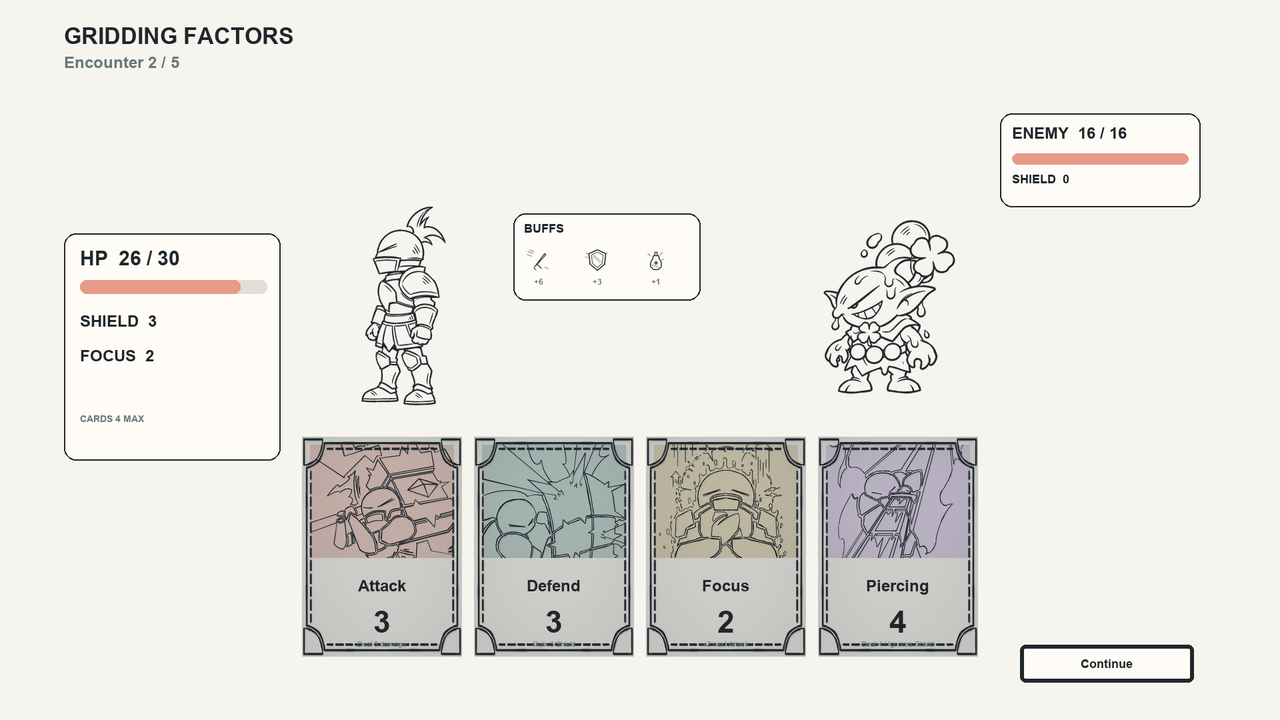 GRIDDING FACTORS
Encounter 2 / 5
ENEMY 16 / 16
SHIELD 0
BUFFS
+6 +3 +1
HP 26 / 30
SHIELD 3
FOCUS 2
CARDS 4 MAX
Attack
3
Defend
3
Focus
2
Piercing
4
Continue